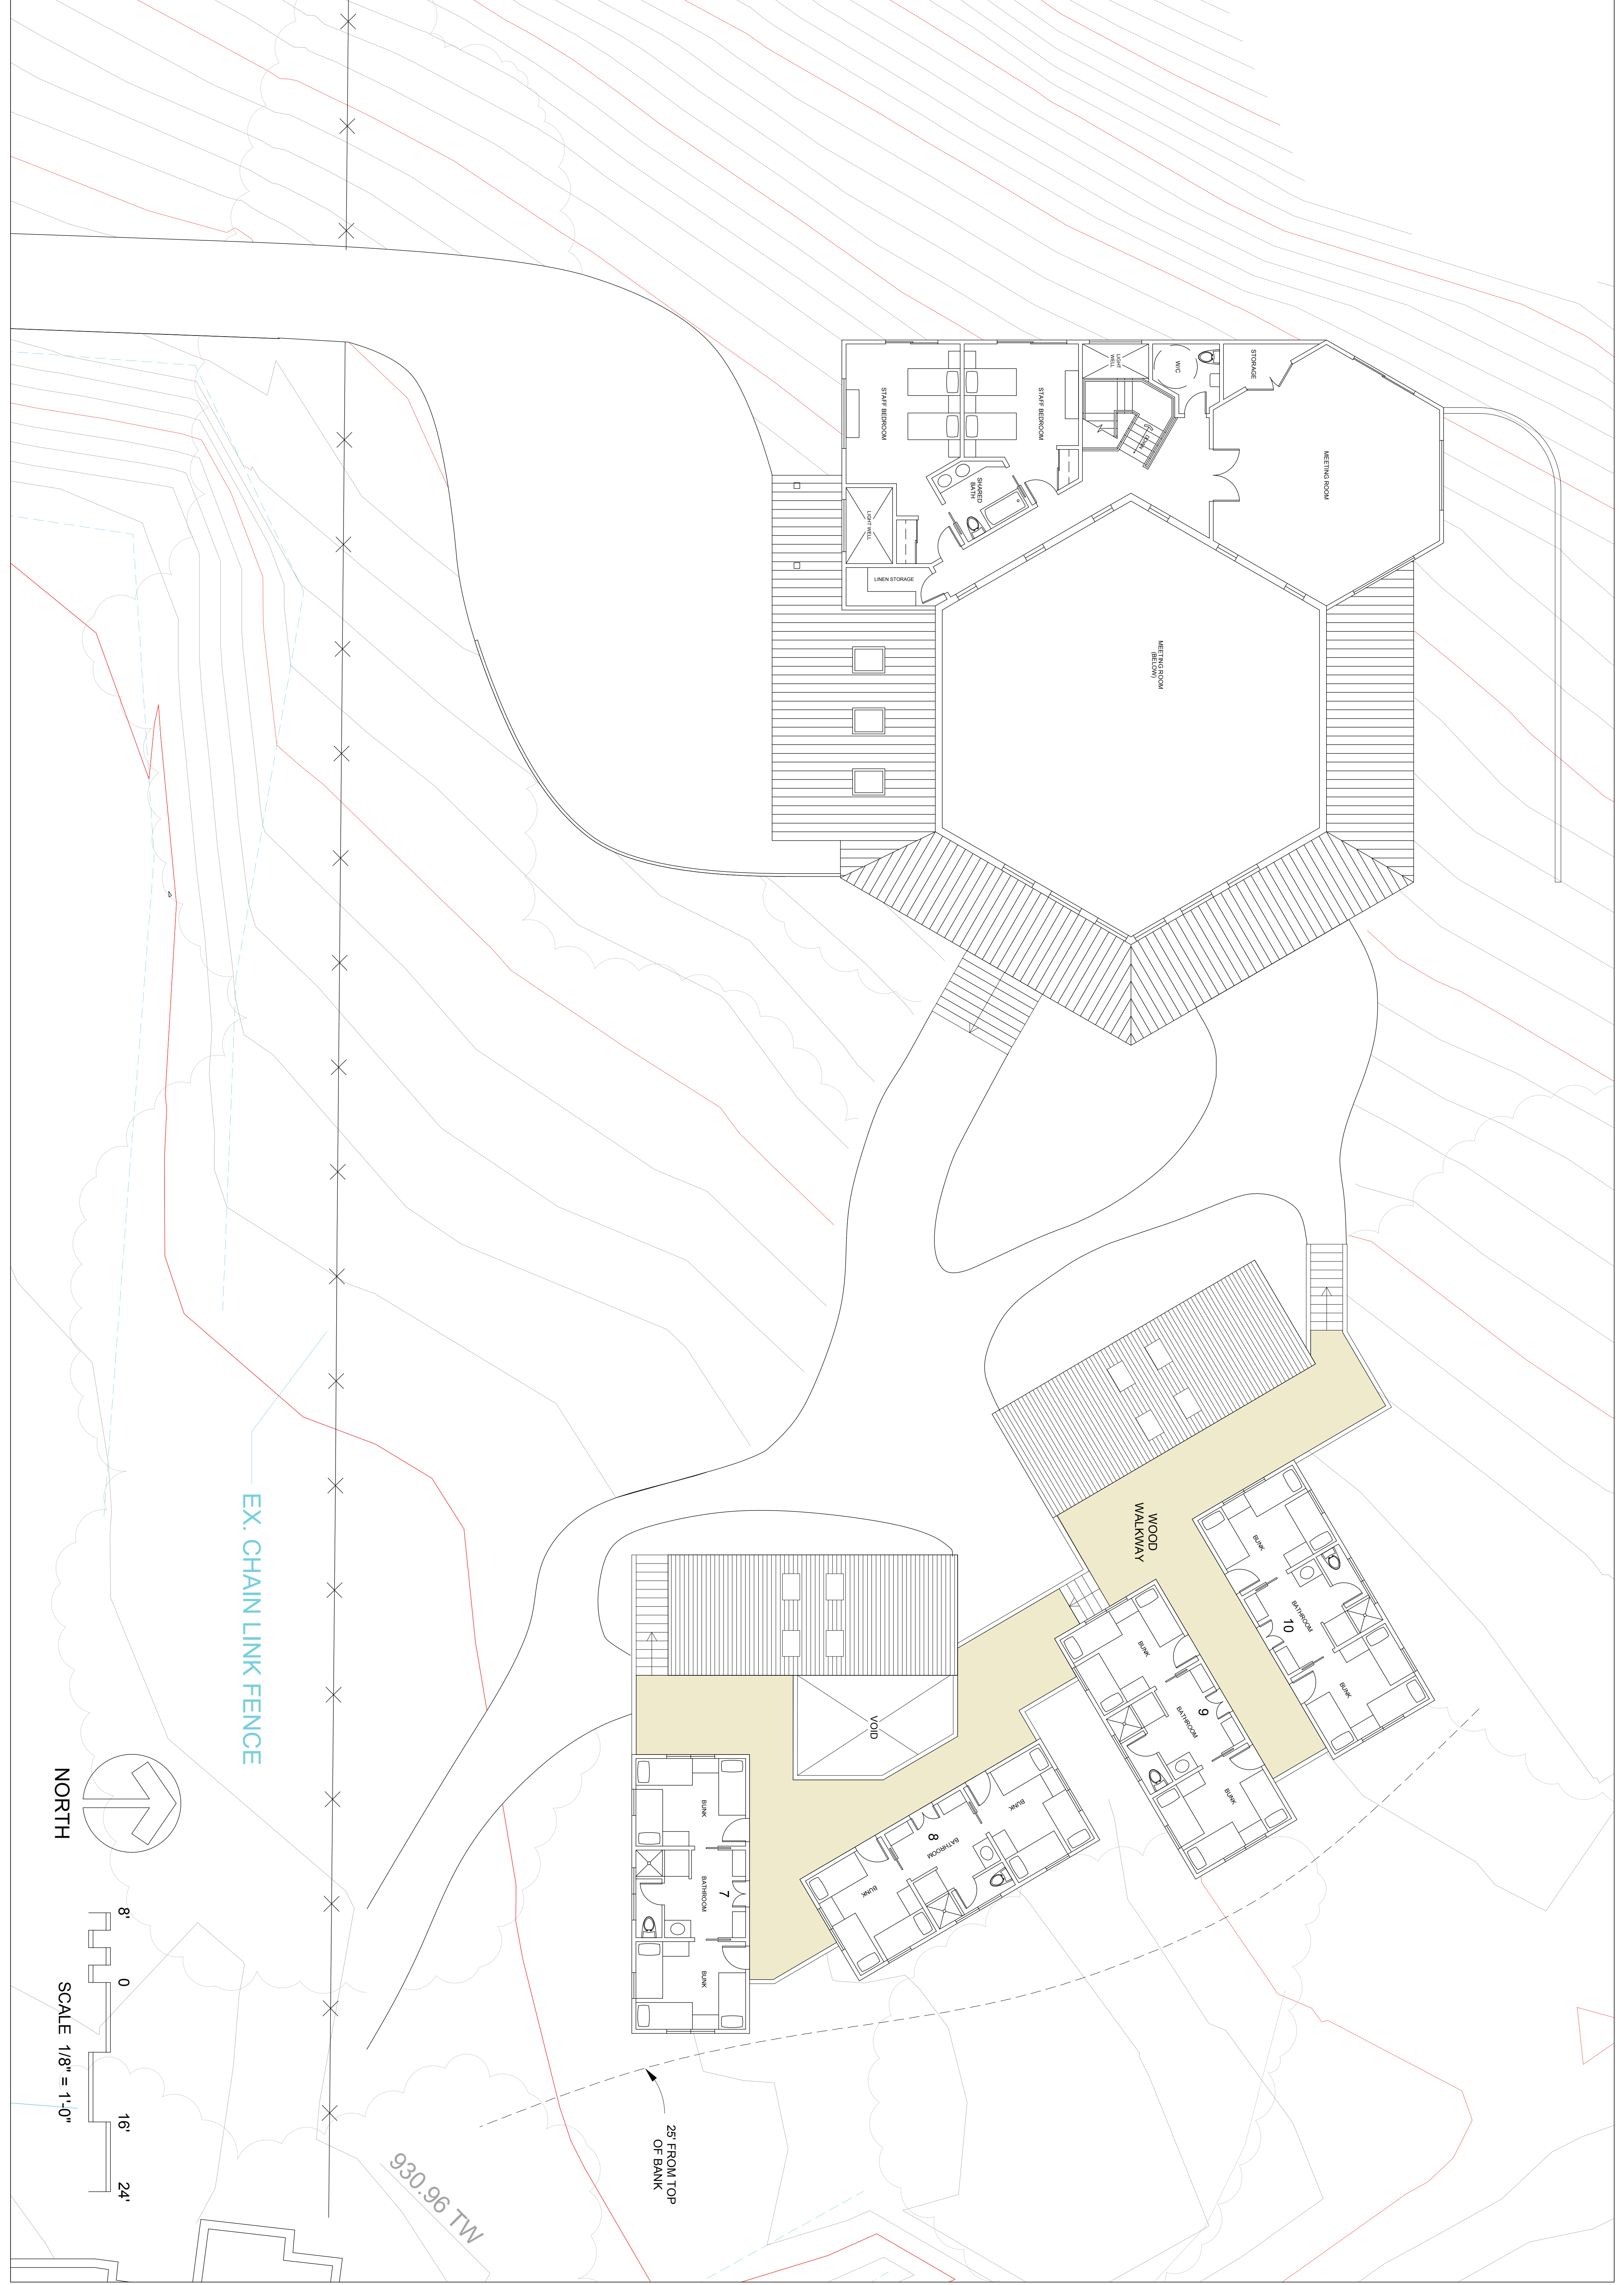 STORAGE
MEETING ROOM
W/C
LIGHT
WELL
DOWN
STAFF BEDROOM
STAFF BEDROOM
SHARED
BATH
LIGHT WELL
LINEN STORAGE
MEETING ROOM
(BELOW)
WOOD
WALKWAY
BUNK
BATHROOM
10
BUNK
BUNK
BATHROOM
9
BUNK
VOID
BUNK
BATHROOM
8
BUNK
BUNK
BATHROOM
7
BUNK
25' FROM TOP
OF BANK
EX. CHAIN LINK FENCE
930.96 TW
NORTH
8'
0
16'
24'
SCALE 1/8" = 1'-0"